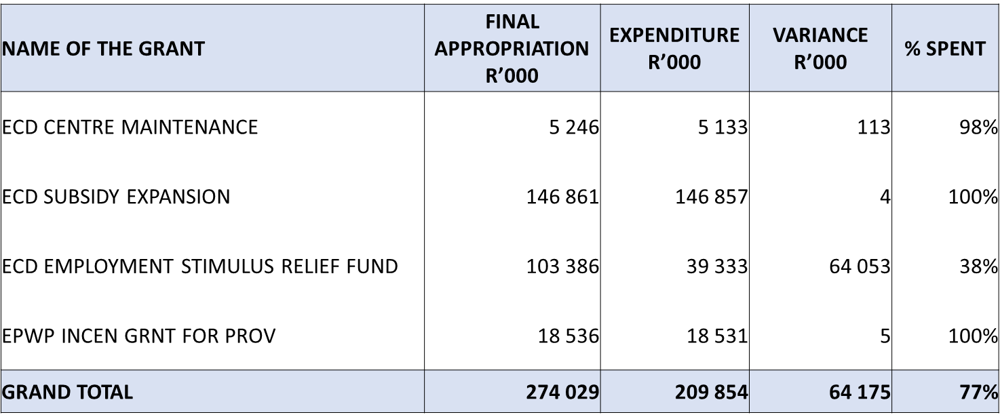 NAME OF THE GRANT FINAL APPROPRIATION R’000 EXPENDITURE R’000 VARIANCE R’000 % SPENT
ECD CENTRE MAINTENANCE 5 246 5 133 113 98%
ECD SUBSIDY EXPANSION 146 861 146 857 4 100%
ECD EMPLOYMENT STIMULUS RELIEF FUND 103 386 39 333 64 053 38%
EPWP INCEN GRNT FOR PROV 18 536 18 531 5 100%
GRAND TOTAL 274 029 209 854 64 175 77%